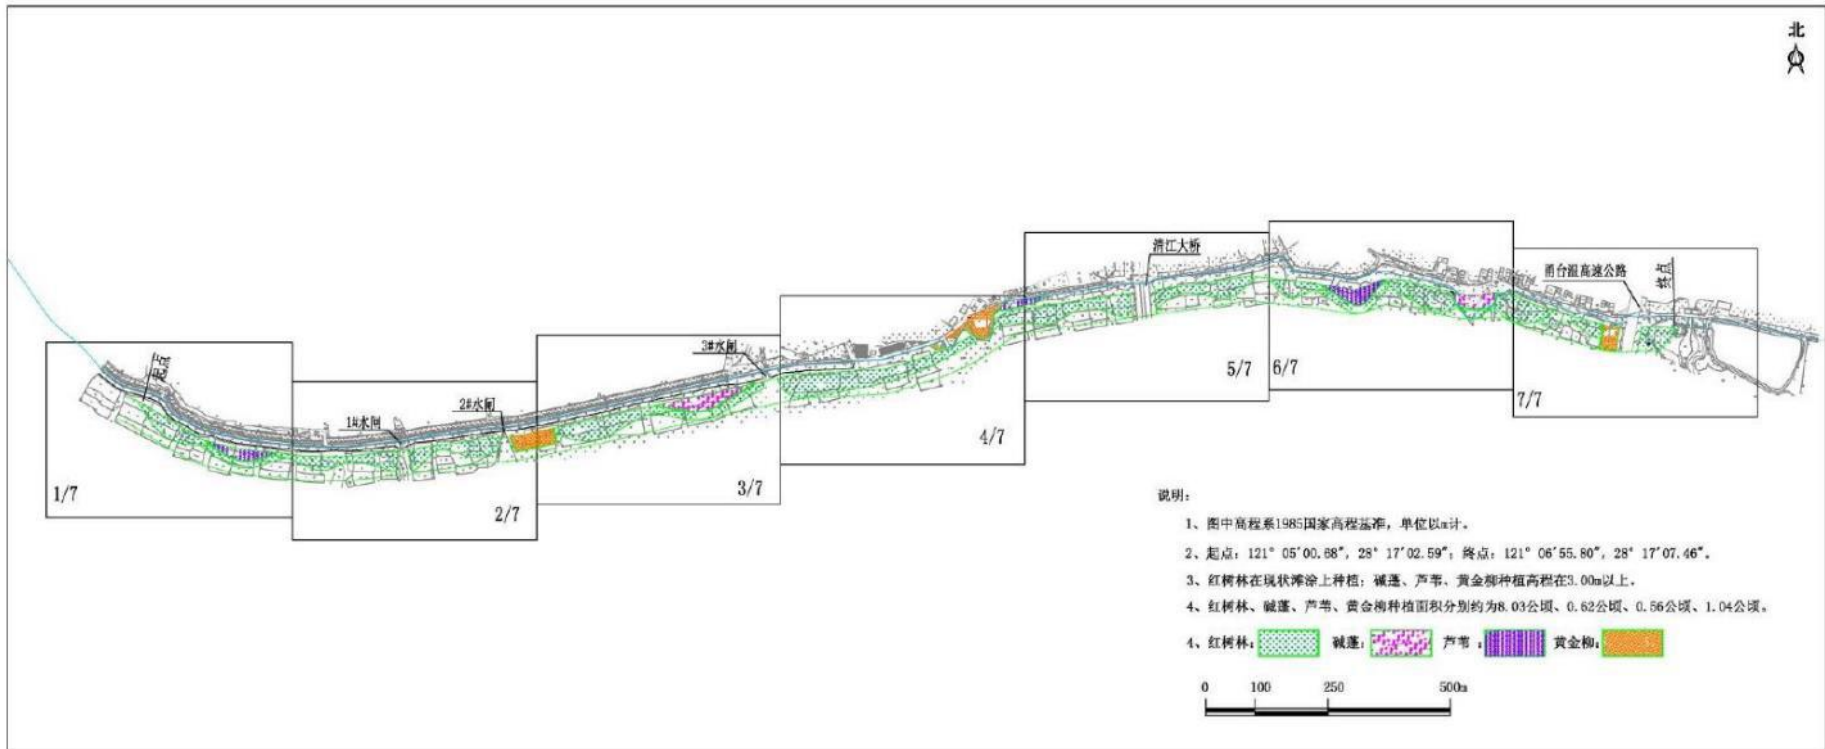 北
清江大桥
甬台温高速公路
终点
3#水闸
5/7
6/7
起点
7/7
2#水闸
1#水闸
4/7
1/7
3/7
2/7
说明：
1、图中高程系1985国家高程基准，单位以m计。
2、起点：121° 05′00.68″，28° 17′02.59″；终点：121° 06′55.80″，28° 17′07.46″。
3、红树林在现状滩涂上种植；碱蓬、芦苇、黄金柳种植高程在3.00m以上。
4、红树林、碱蓬、芦苇、黄金柳种植面积分别约为8.03公顷、0.62公顷、0.56公顷、1.04公顷。
4、红树林： 碱蓬： 芦苇： 黄金柳：
0 100 250 500m